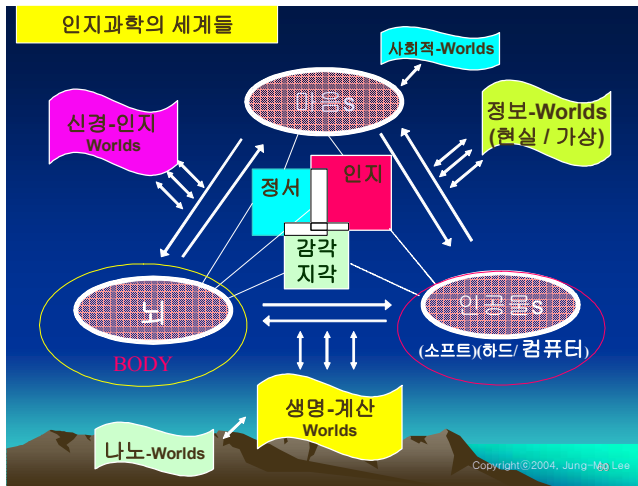 인지과학의 세계들
사회적-Worlds
마음s
신경-인지
Worlds
정보-Worlds
(현실 / 가상)
정서
인지
감각
지각
뇌
인공물s
BODY
(소프트)(하드/ 컴퓨터)
생명-계산
Worlds
나노-Worlds
Copyrightⓒ2004, Jung-Mo Lee